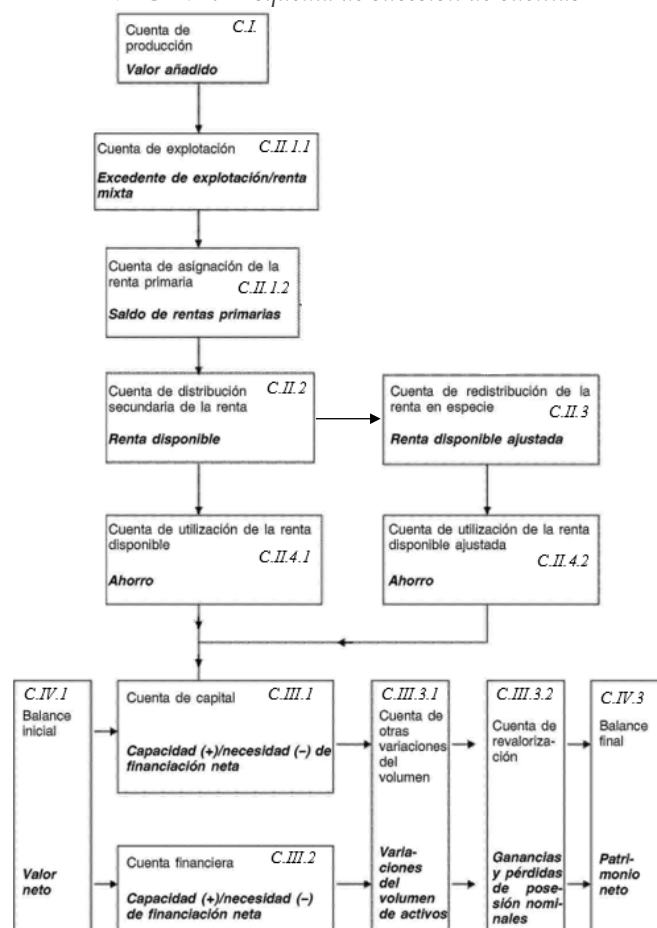 Cuenta de C.I.
producción
Valor añadido
Cuenta de explotación C.II.1.1
Excedente de explotación/renta
mixta
Cuenta de asignación de la
renta primaria C.II.1.2
Saldo de rentas primarias
Cuenta de distribución C.II.2
secundaria de la renta
Renta disponible
Cuenta de redistribución de la
renta en especie C.II.3
Renta disponible ajustada
Cuenta de utilización de la renta
disponible C.II.4.1
Ahorro
Cuenta de utilización de la renta
disponible ajustada C.II.4.2
Ahorro
C.IV.1
Balance
inicial
Valor
neto
Cuenta de capital C.III.1
Capacidad (+)/necesidad (–) de
financiación neta
Cuenta financiera C.III.2
Capacidad (+)/necesidad (–)
de financiación neta
C.III.3.1
Cuenta de
otras
variaciones
del
volumen
Varia-
ciones
del
volumen
de activos
C.III.3.2
Cuenta de
revaloriza-
ción
Ganancias
y pérdidas
de pose-
sión nomi-
nales
C.IV.3
Balance
final
Patri-
monio
neto